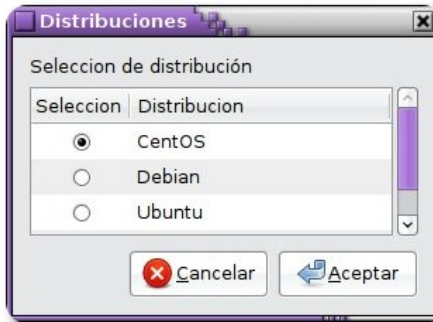 Distribuciones
Seleccion de distribución
Seleccion Distribucion
CentOS
Debian
Ubuntu
Cancelar Aceptar